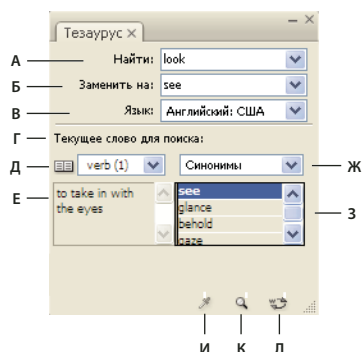 Тезаурус ×
А Найти: look
Б Заменить на: see
В Язык: Английский: США
Г Текущее слово для поиска:
Д verb (1) Синонимы Ж
Е to take in with
the eyes
see
glance
behold
gaze
З
И К Л